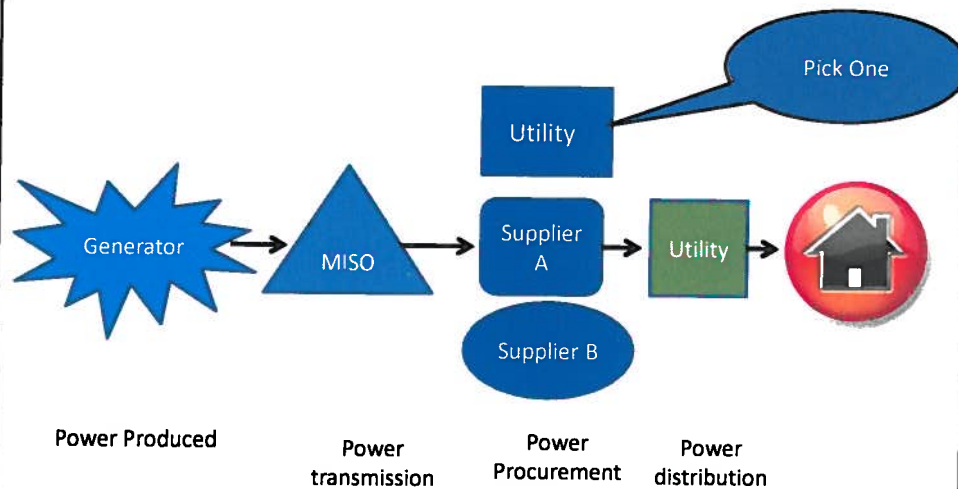 Pick One
Utility
Generator
MISO
Supplier
A
Utility
Supplier B
Power Produced
Power
transmission
Power
Procurement
Power
distribution